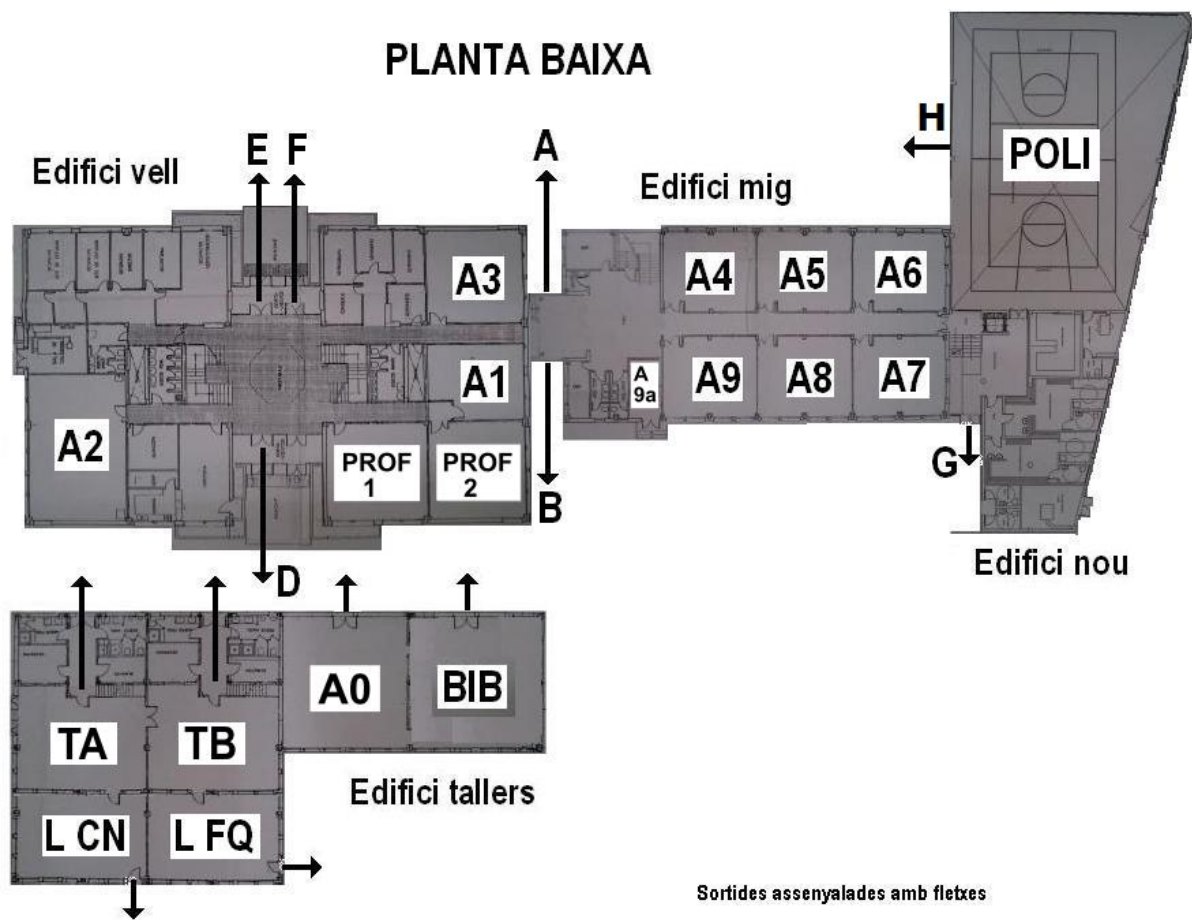 PLANTA BAIXA
H
E F A
POLI
Edifici vell
Edifici mig
A3
A4 A5 A6
A1
A
9a
A9 A8 A7
A2
PROF
1
PROF
2
B
G
D
Edifici nou
A0
BIB
TA
TB
Edifici tallers
L CN
L FQ
Sortides assenyalades amb fletxes